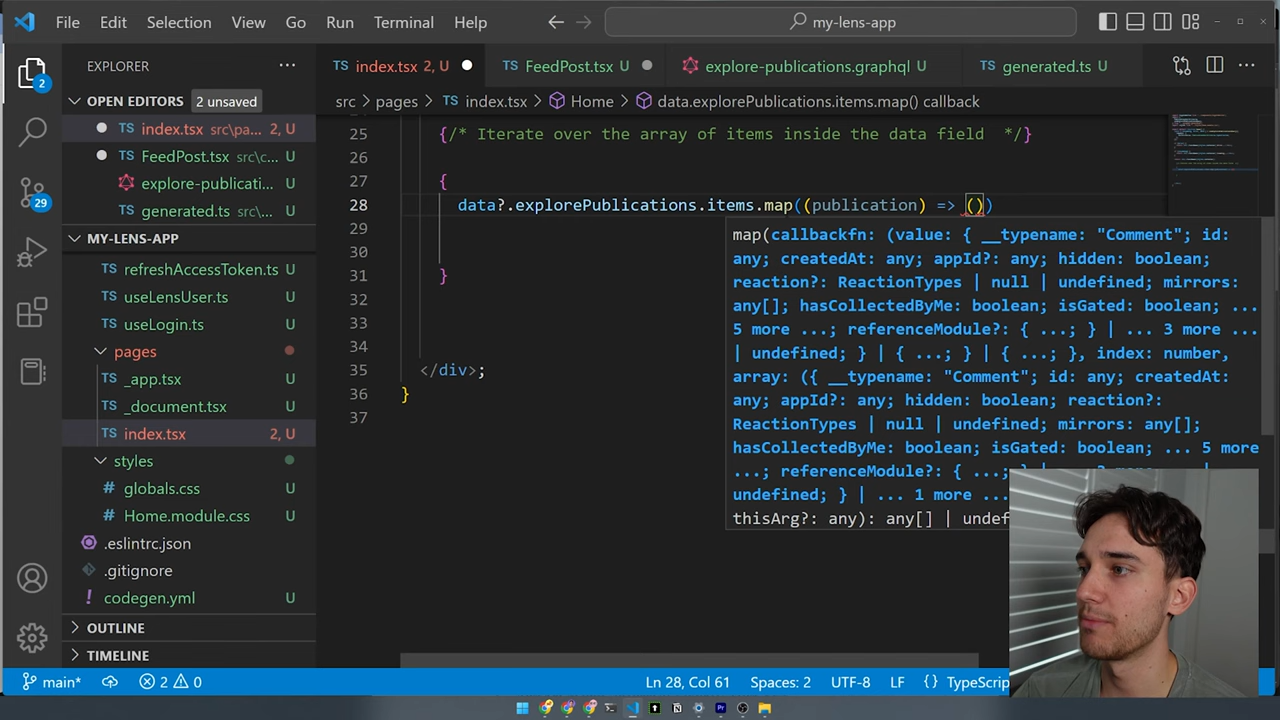 File Edit Selection View Go Run Terminal Help
my-lens-app
EXPLORER
OPEN EDITORS 2 unsaved
index.tsx src\pa... 2, U
FeedPost.tsx src\c... U
explore-publicati... U
generated.ts src\... U
MY-LENS-APP
refreshAccessToken.ts U
useLensUser.ts U
useLogin.ts U
pages
_app.tsx U
_document.tsx U
index.tsx 2, U
styles
globals.css U
Home.module.css U
.eslintrc.json
.gitignore
codegen.yml U
OUTLINE
TIMELINE
index.tsx 2, U
FeedPost.tsx U
explore-publications.graphql U
generated.ts U
src > pages > TS index.tsx > Home > data.explorePublications.items.map() callback
25 {/* Iterate over the array of items inside the data field */}
26
27 {
28 data?.explorePublications.items.map((publication) => ())
29
30
31 }
32
33
34
35 </div>;
36 }
37
map(callbackfn: (value: { __typename: "Comment"; id:
any; createdAt: any; appId?: any; hidden: boolean;
reaction?: ReactionTypes | null | undefined; mirrors:
any[]; hasCollectedByMe: boolean; isGated: boolean; ...
5 more ...; referenceModule?: { ...; } | ... 3 more ...
| undefined; } | { ...; } | { ...; }, index: number,
array: ({ __typename: "Comment"; id: any; createdAt:
any; appId?: any; hidden: boolean; reaction?:
ReactionTypes | null | undefined; mirrors: any[];
hasCollectedByMe: boolean; isGated: boolean; ... 5 more
...; referenceModule?: { ...; } |
undefined; } | ... 1 more ...
thisArg?: any): any[] | undef
main* 2 0
Ln 28, Col 61 Spaces: 2 UTF-8 LF {} TypeScrip
2
29